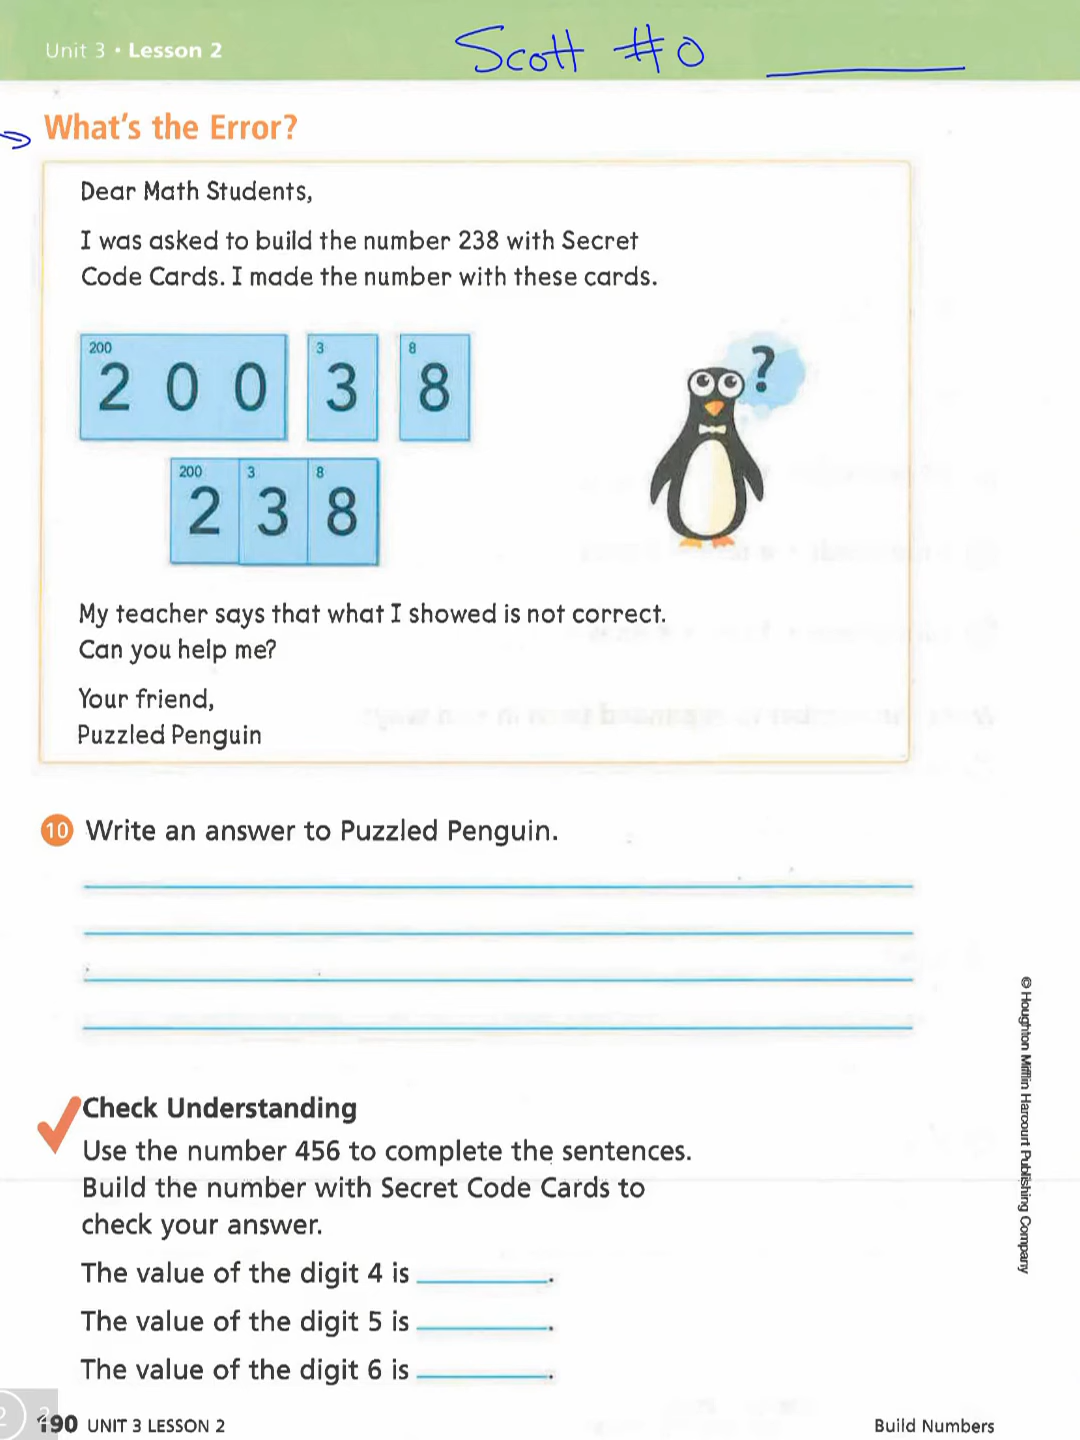 Unit 3 • Lesson 2
Scott #0
What's the Error?
Dear Math Students,
I was asked to build the number 238 with Secret
Code Cards. I made the number with these cards.
200 3 8
2 0 0 3 8
?
200 3 8
2 3 8
My teacher says that what I showed is not correct.
Can you help me?
Your friend,
Puzzled Penguin
10 Write an answer to Puzzled Penguin.
© Houghton Mifflin Harcourt Publishing Company
Check Understanding
Use the number 456 to complete the sentences.
Build the number with Secret Code Cards to
check your answer.
The value of the digit 4 is ________.
The value of the digit 5 is ________.
The value of the digit 6 is ________.
190 UNIT 3 LESSON 2
Build Numbers